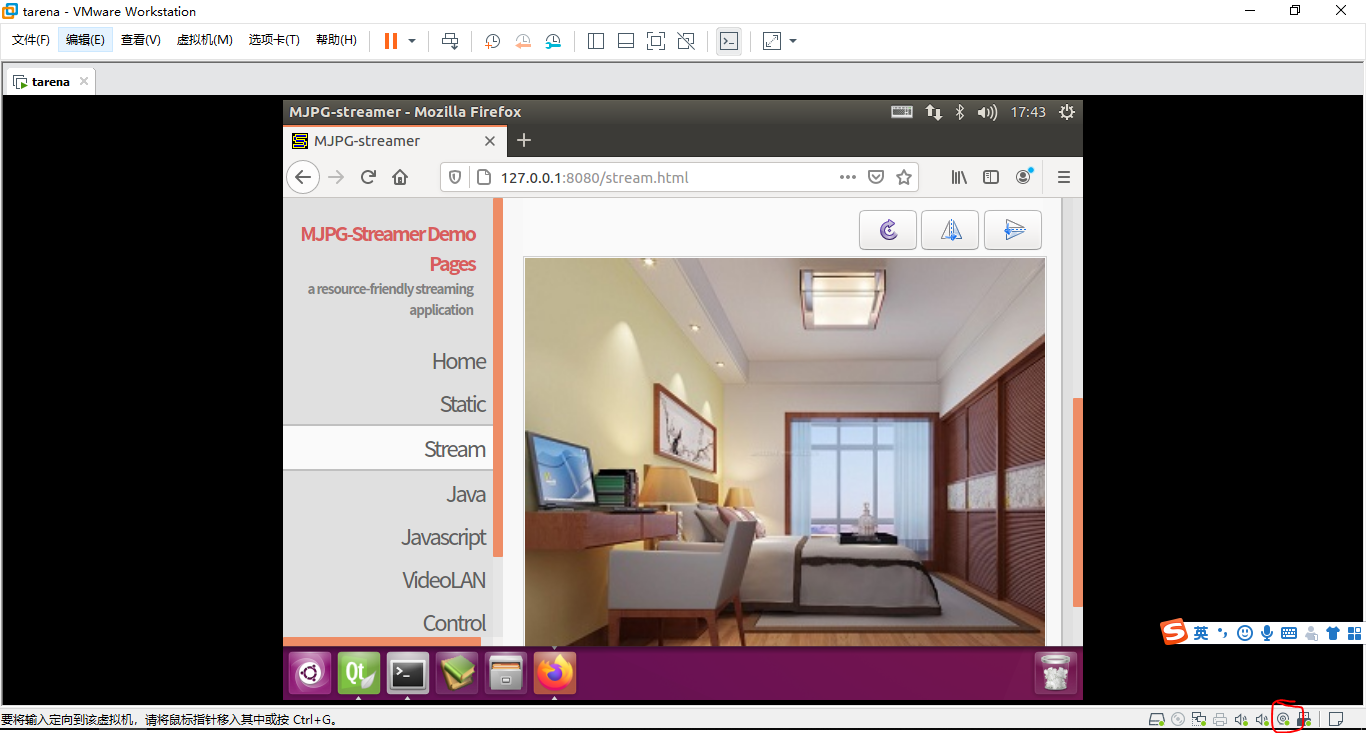 tarena - VMware Workstation
文件(F) 编辑(E) 查看(V) 虚拟机(M) 选项卡(T) 帮助(H)
tarena
MJPG-streamer - Mozilla Firefox 17:43
MJPG-streamer
127.0.0.1:8080/stream.html
MJPG-Streamer Demo
Pages
a resource-friendly streaming
application
Home
Static
Stream
Java
Javascript
VideoLAN
Control
Qt
英
要将输入定向到该虚拟机，请将鼠标指针移入其中或按 Ctrl+G。